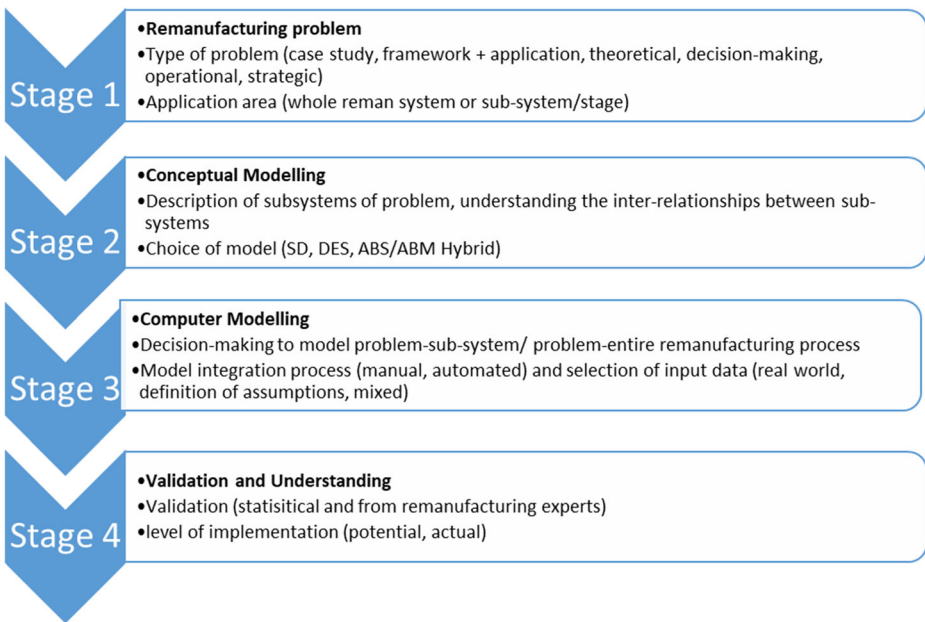 Stage 1
•Remanufacturing problem
•Type of problem (case study, framework + application, theoretical, decision-making,
operational, strategic)
•Application area (whole reman system or sub-system/stage)
Stage 2
•Conceptual Modelling
•Description of subsystems of problem, understanding the inter-relationships between sub-
systems
•Choice of model (SD, DES, ABS/ABM Hybrid)
Stage 3
•Computer Modelling
•Decision-making to model problem-sub-system/ problem-entire remanufacturing process
•Model integration process (manual, automated) and selection of input data (real world,
definition of assumptions, mixed)
Stage 4
•Validation and Understanding
•Validation (statisitical and from remanufacturing experts)
•level of implementation (potential, actual)